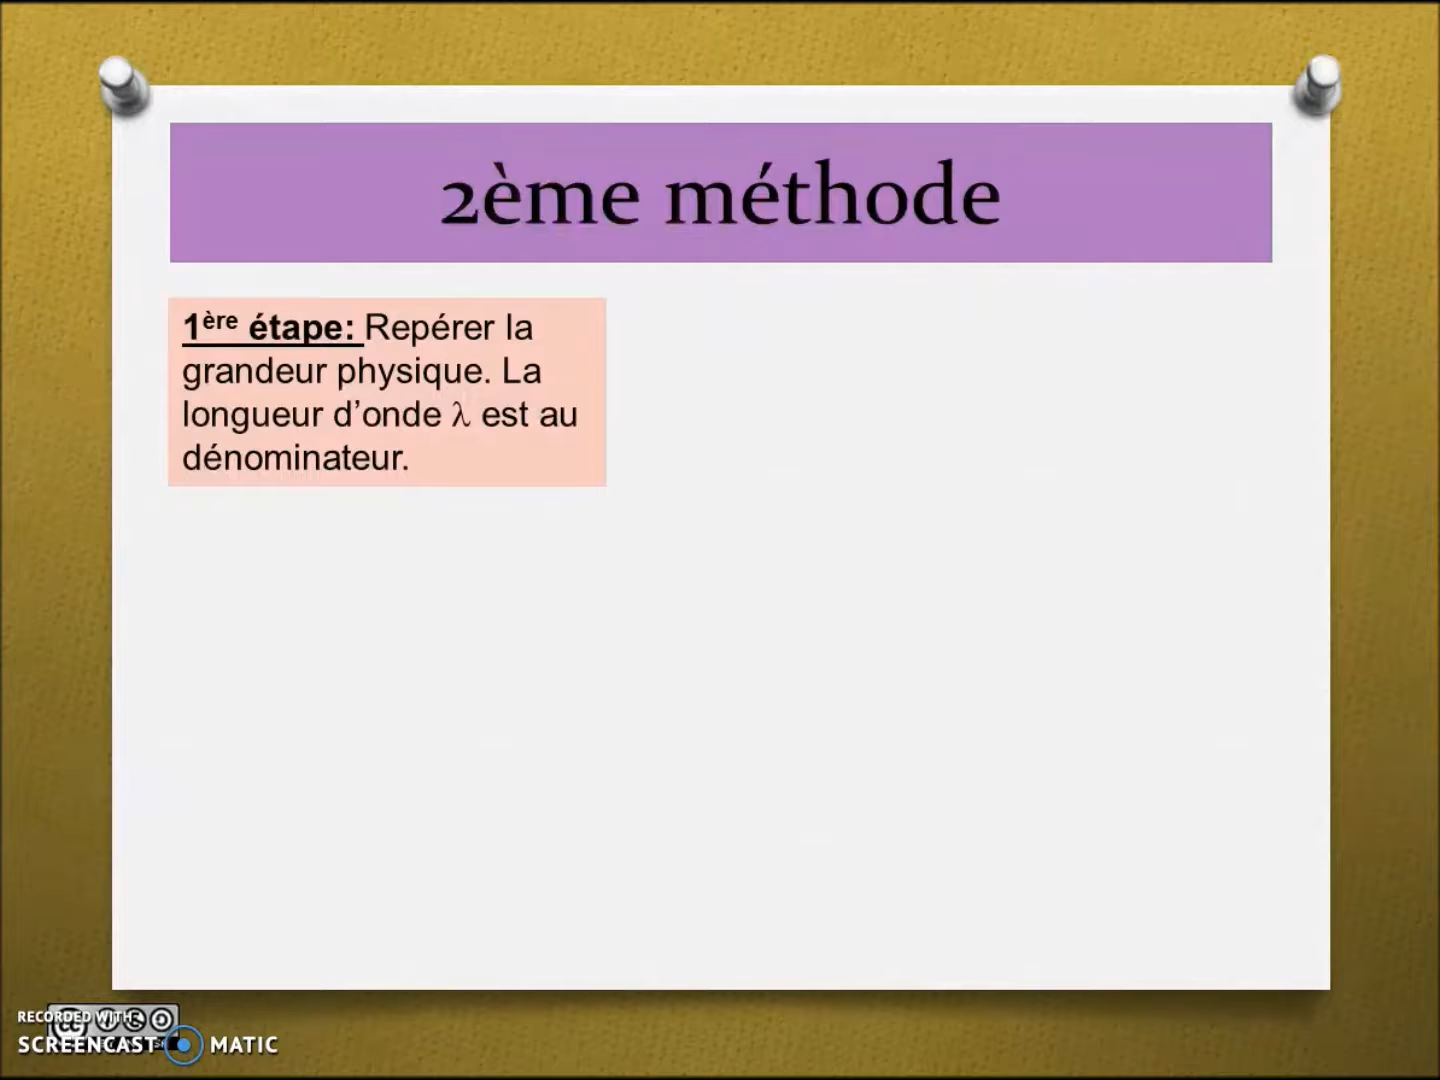 2ème méthode
1ère étape: Repérer la
grandeur physique. La
longueur d’onde λ est au
dénominateur.
RECORDED WITH
SCREENCAST MATIC